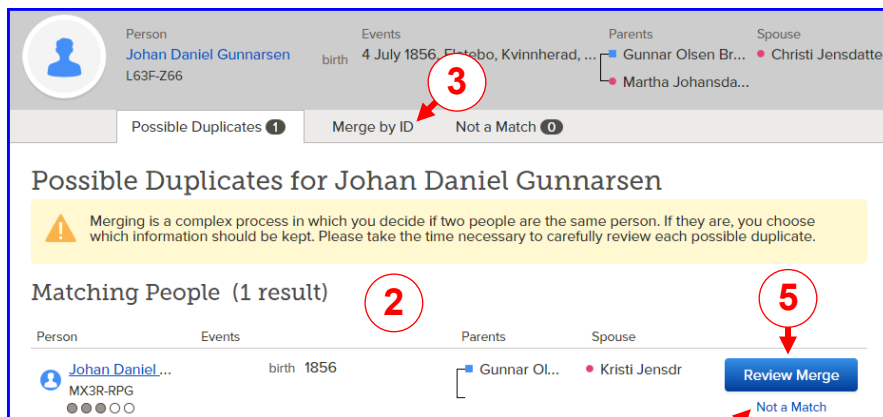 Person
Events
Parents
Spouse
Johan Daniel Gunnarsen
birth 4 July 1856, Kvinnherad, ...
Gunnar Olsen Br...
Christi Jensdatte
L63F-Z66
Martha Johansda...
3
Possible Duplicates 1
Merge by ID
Not a Match 0
Possible Duplicates for Johan Daniel Gunnarsen
Merging is a complex process in which you decide if two people are the same person. If they are, you choose
which information should be kept. Please take the time necessary to carefully review each possible duplicate.
Matching People (1 result)
2
5
Person
Events
Parents
Spouse
Johan Daniel ...
birth 1856
Gunnar Ol...
Kristi Jensdr
Review Merge
MX3R-RPG
Not a Match